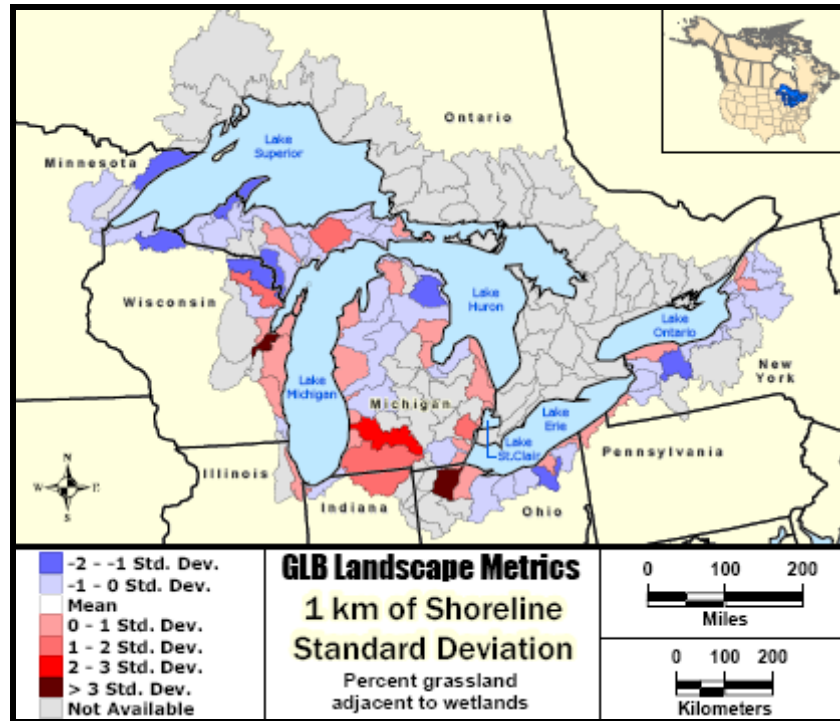 Ontario
Lake
Superior
Minnesota
Wisconsin
Lake
Huron
Lake
Ontario
New
York
Lake
Michigan
Michigan
Lake
Erie
Lake
St.Clair
Pennsylvania
Illinois
Indiana
Ohio
N
W
E
S
-2 - -1 Std. Dev.
-1 - 0 Std. Dev.
Mean
0 - 1 Std. Dev.
1 - 2 Std. Dev.
2 - 3 Std. Dev.
> 3 Std. Dev.
Not Available
GLB Landscape Metrics
1 km of Shoreline
Standard Deviation
Percent grassland
adjacent to wetlands
0 100 200
Miles
0 100 200
Kilometers